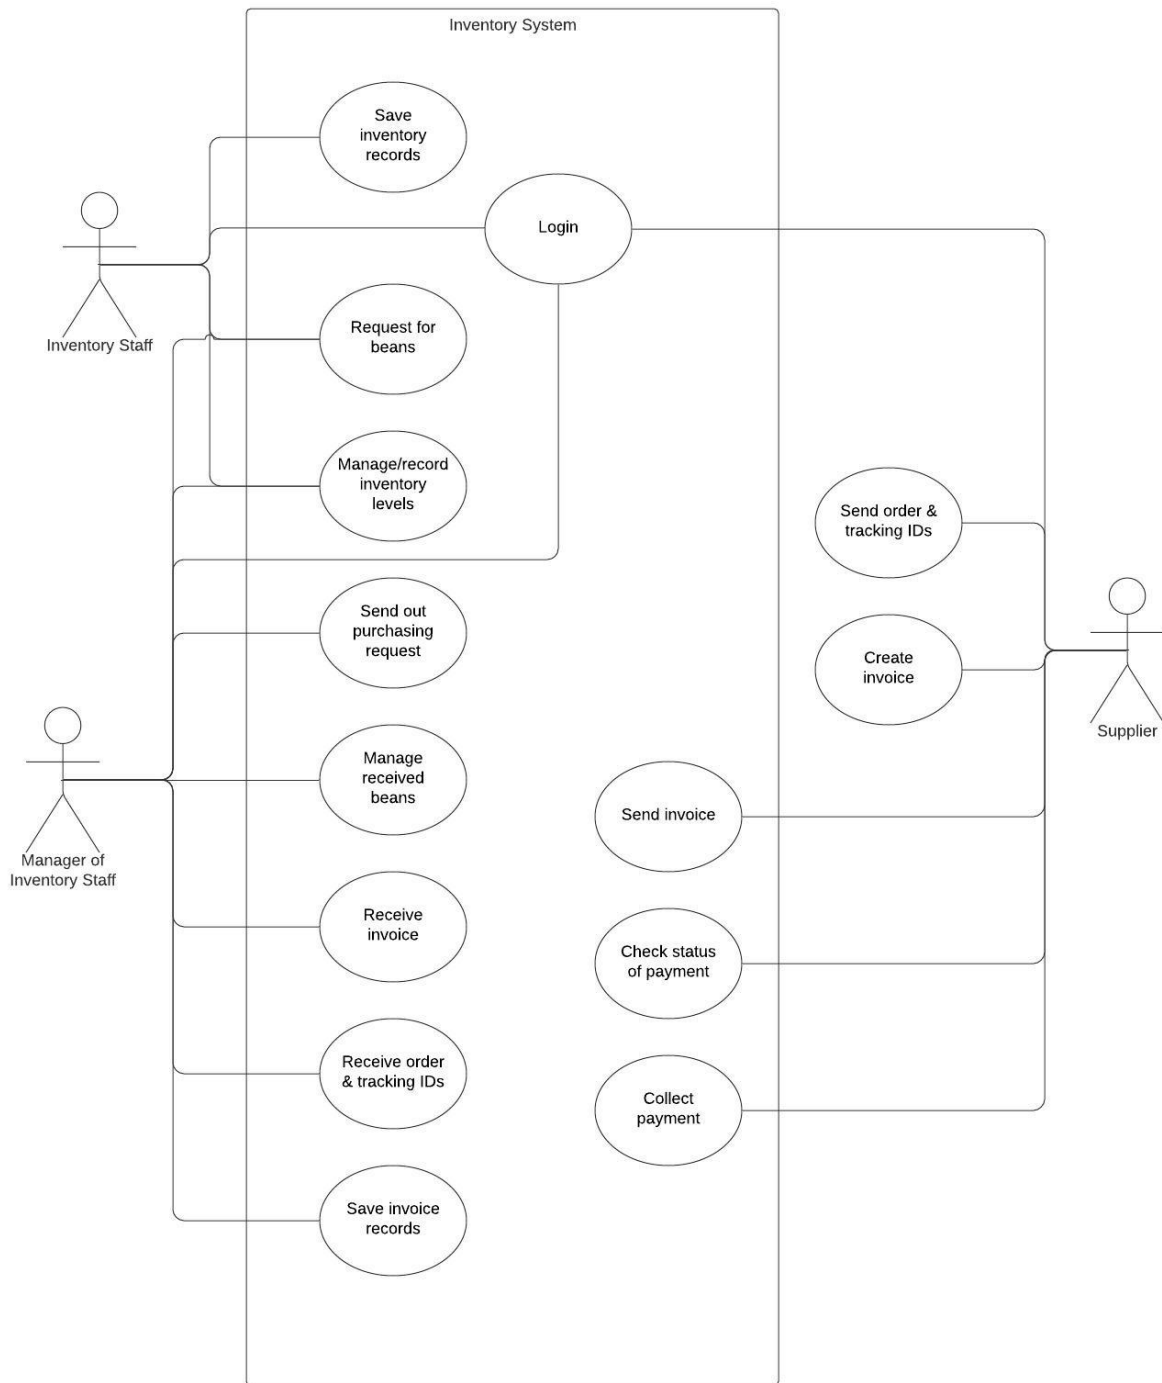 Inventory System
Save
inventory
records
Login
Inventory Staff
Request for
beans
Manage/record
inventory
levels
Send order &
tracking IDs
Send out
purchasing
request
Create
invoice
Supplier
Manage
received
beans
Send invoice
Manager of
Inventory Staff
Receive
invoice
Check status
of payment
Receive order
& tracking IDs
Collect
payment
Save invoice
records